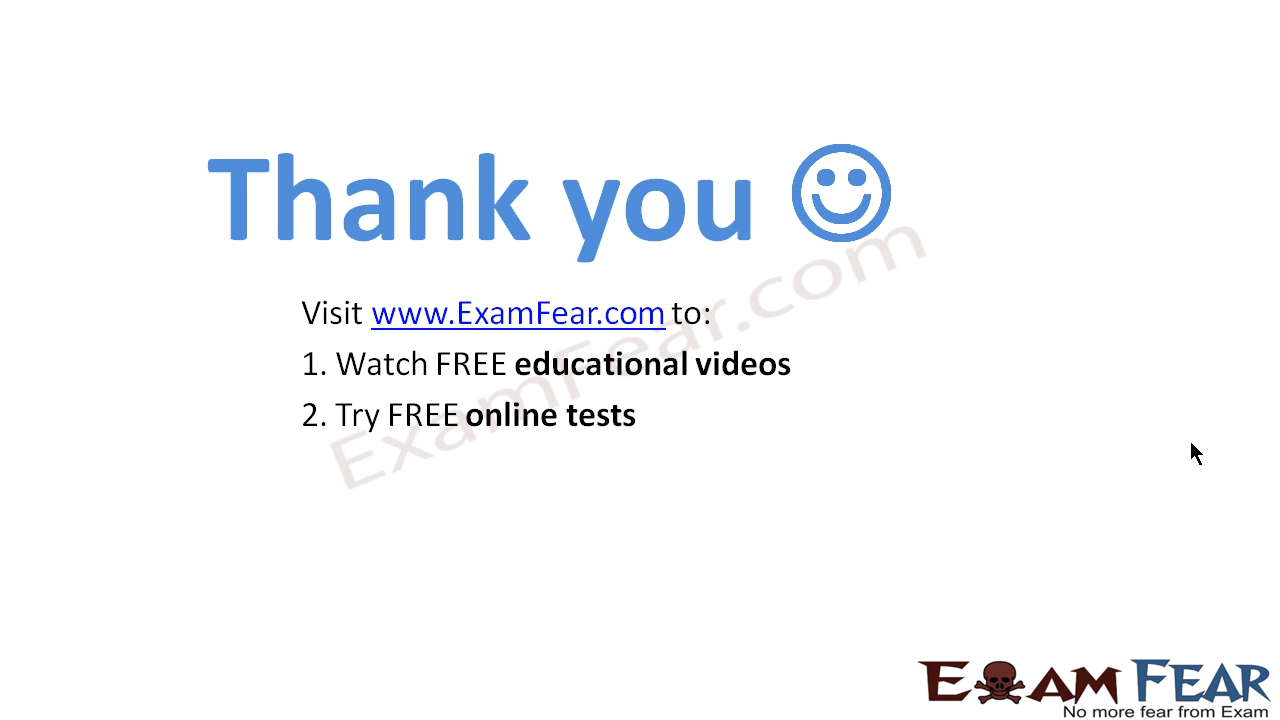 Thank you
Visit www.ExamFear.com to:
1. Watch FREE educational videos
2. Try FREE online tests
ExamFear.com
EXAM FEAR
No more fear from Exam